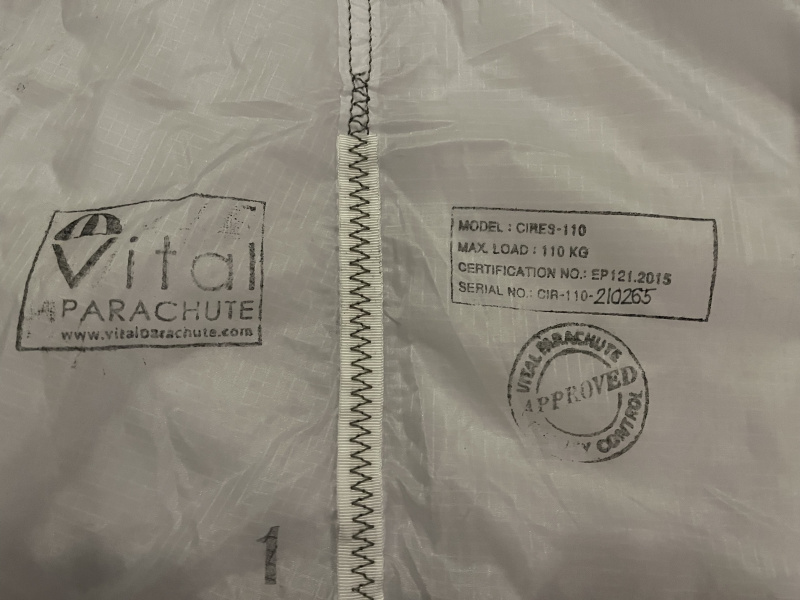 Vital
PARACHUTE
www.vitalparachute.com
MODEL : CIRES-110
MAX. LOAD : 110 KG
CERTIFICATION NO.: EP121.2015
SERIAL NO.: CIR-110-210265
VITAL PARACHUTE
APPROVED
CONTROL
1